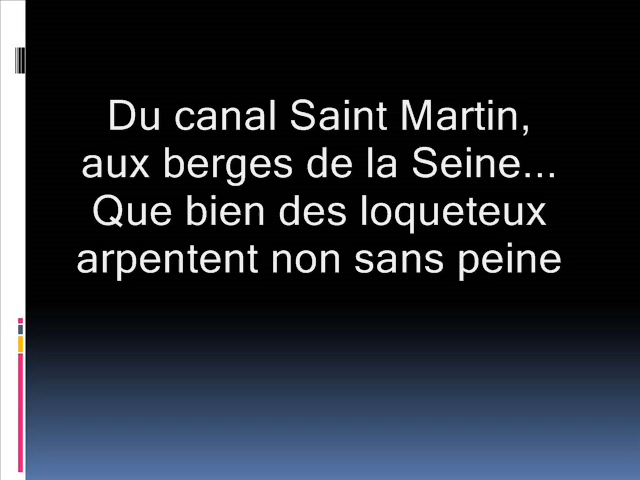 Du canal Saint Martin,
aux berges de la Seine...
Que bien des loqueteux
arpentent non sans peine